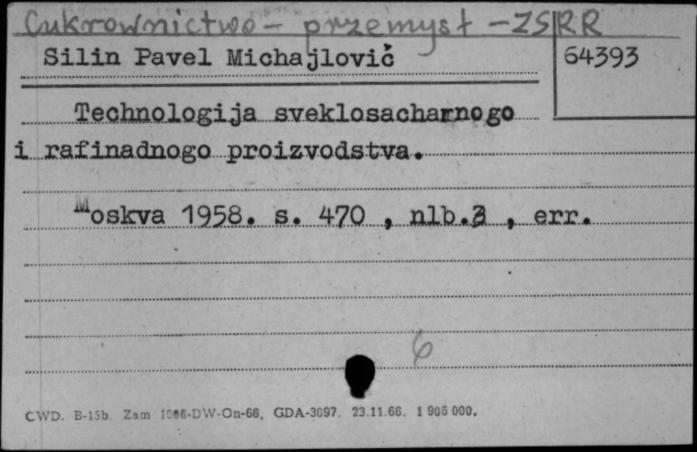 Cukrownictwo - przemysł - ZSRR
Silin Pavel Michajlovič 64393
Technologija sveklosacharnogo
i rafinadnogo proizvodstva.
Moskva 1958. s. 470 , nlb.3 , err.
6
CWD. B-15b. Zam -DW-On-66, GDA-3097. 23.11.66. 1 906 000.